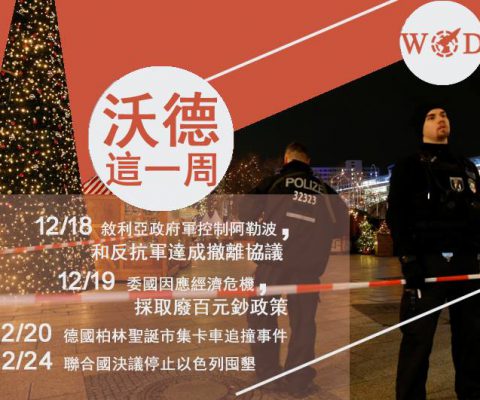 WOD
沃德
這一周
POLIZEI
32323
12/18 敘利亞政府軍控制阿勒波，
和反抗軍達成撤離協議
12/19 委國因應經濟危機，
採取廢百元鈔政策
2/20 德國柏林聖誕市集卡車追撞事件
2/24 聯合國決議停止以色列囤墾